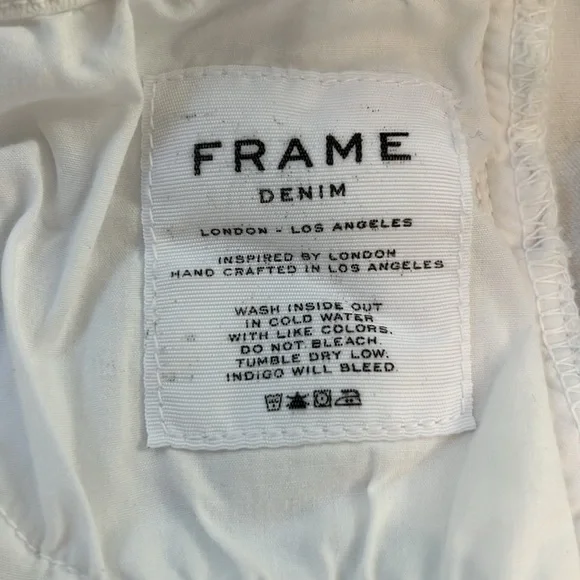 FRAME
DENIM
LONDON - LOS ANGELES
INSPIRED BY LONDON
HAND CRAFTED IN LOS ANGELES
WASH INSIDE OUT
IN COLD WATER
WITH LIKE COLORS.
DO NOT BLEACH.
TUMBLE DRY LOW.
INDIGO WILL BLEED.